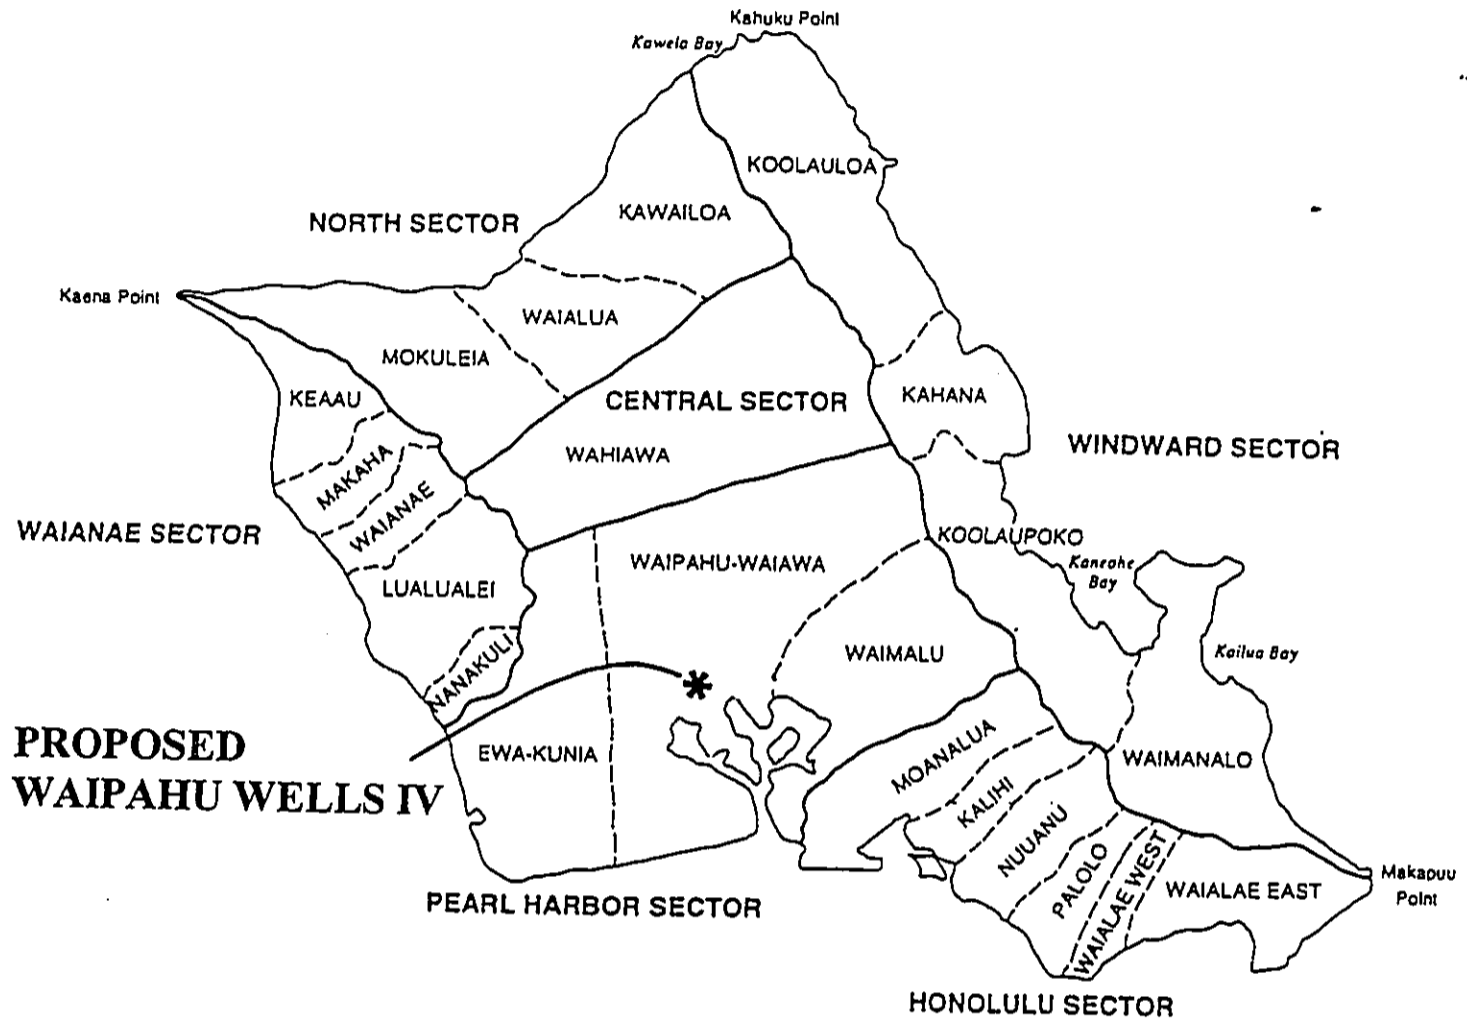 Kahuku Point
Kawela Bay
KOOLAULOA
KAWAILOA
NORTH SECTOR
Kaena Point
WAIALUA
MOKULEIA
KEAAU
CENTRAL SECTOR
KAHANA
WINDWARD SECTOR
WAHIAWA
MAKAHA
WAIANAE
WAIANAE SECTOR
KOOLAUPOKO
WAIPAHU-WAIAWA
Kaneohe
Bay
LUALUALEI
NANAKULI
WAIMALU
Kailua Bay
PROPOSED
WAIPAHU WELLS IV
EWA-KUNIA
MOANALUA
KALIHI
WAIMANALO
NUUANU
PALOLO
WAIALAE WEST
WAIALAE EAST
Makapuu
Point
PEARL HARBOR SECTOR
HONOLULU SECTOR